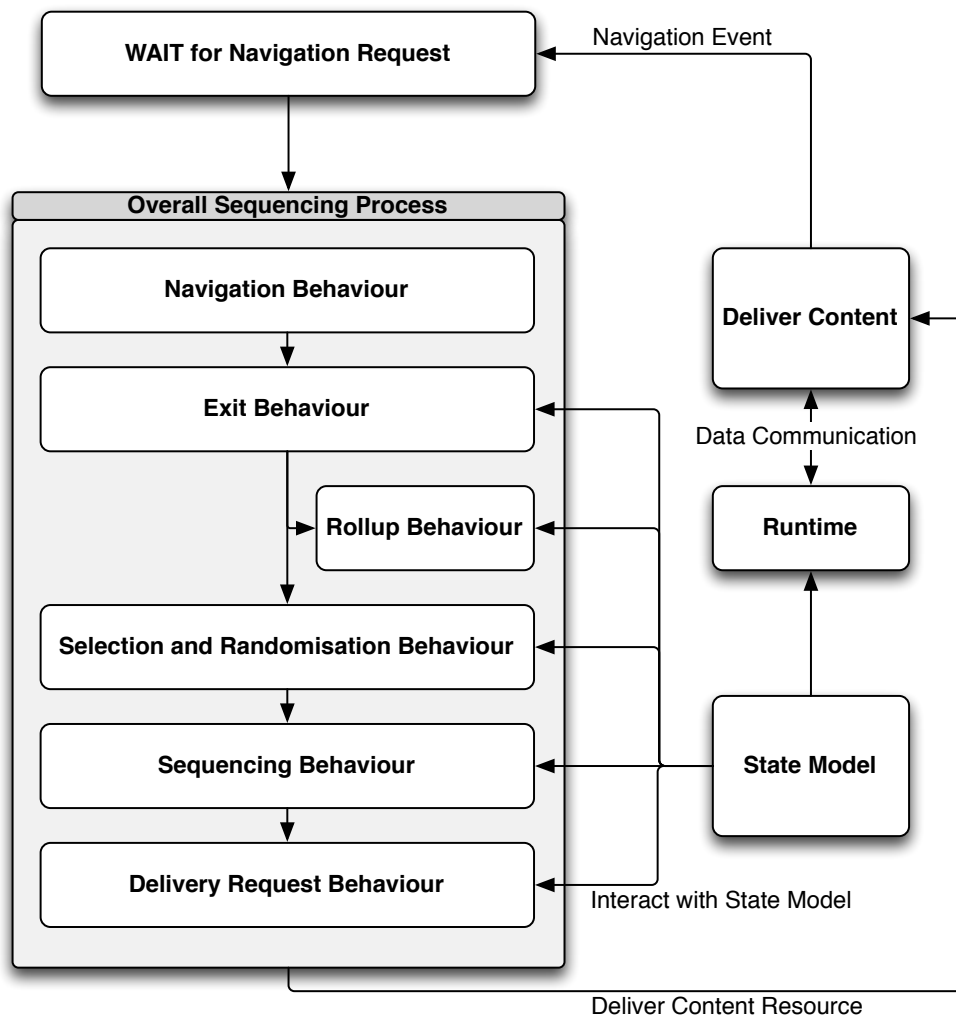 Navigation Event
WAIT for Navigation Request
Overall Sequencing Process
Navigation Behaviour
Deliver Content
Exit Behaviour
Data Communication
Rollup Behaviour
Runtime
Selection and Randomisation Behaviour
Sequencing Behaviour
State Model
Delivery Request Behaviour
Interact with State Model
Deliver Content Resource